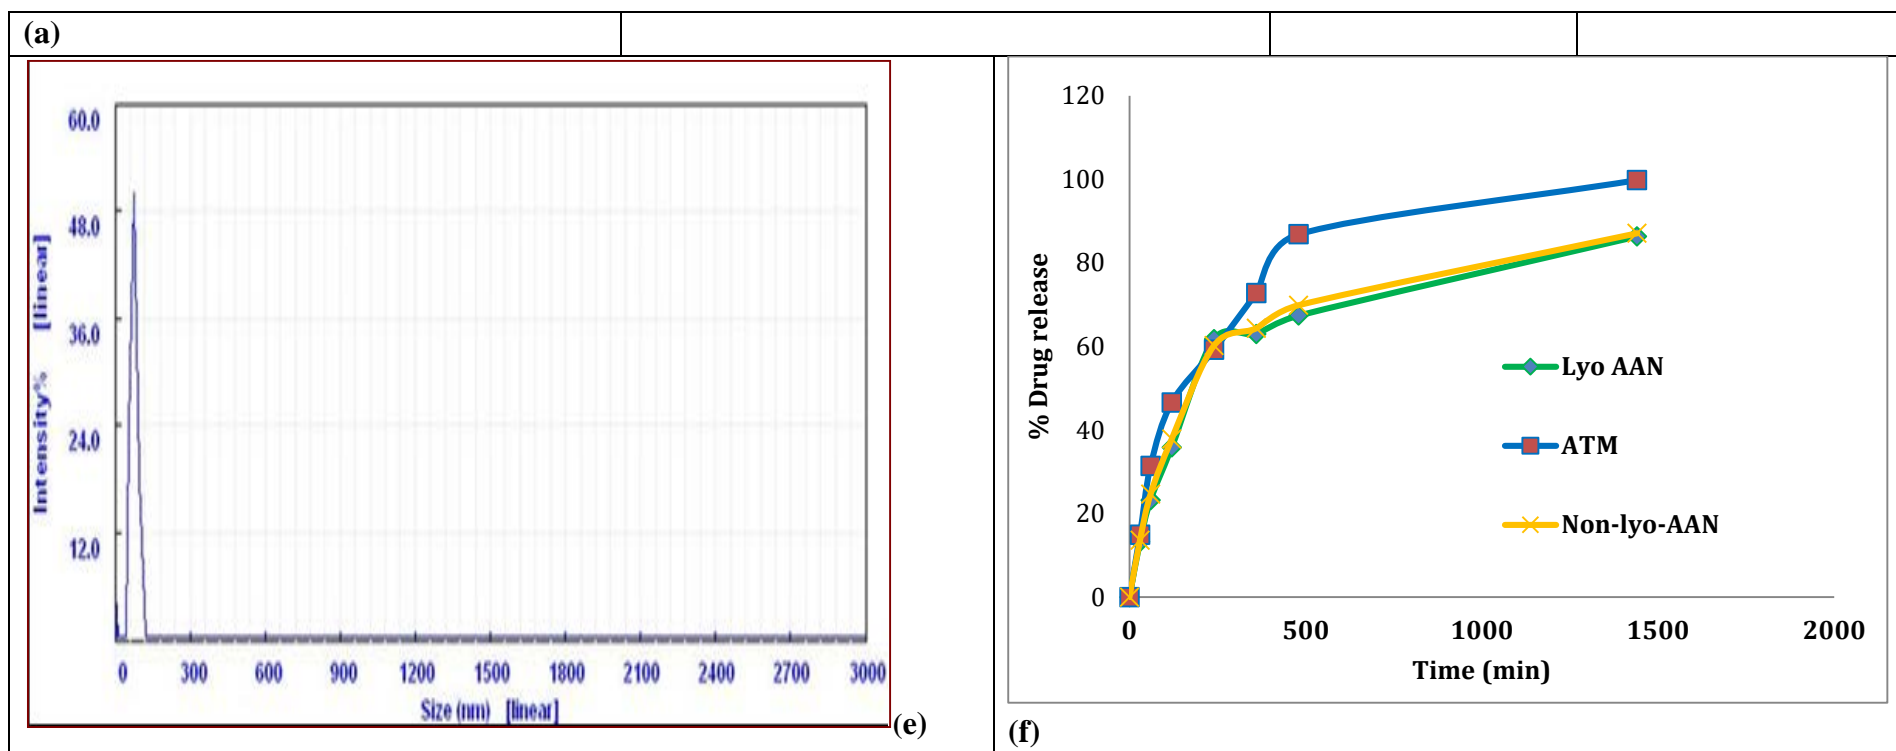 (a)
60.0
48.0
36.0
24.0
12.0
Intensity% [linear]
0 300 600 900 1200 1500 1800 2100 2400 2700 3000
Size (nm) [linear]
(e)
120
100
80
60
40
20
0
% Drug release
0 500 1000 1500 2000
Time (min)
Lyo AAN
ATM
Non-lyo-AAN
(f)